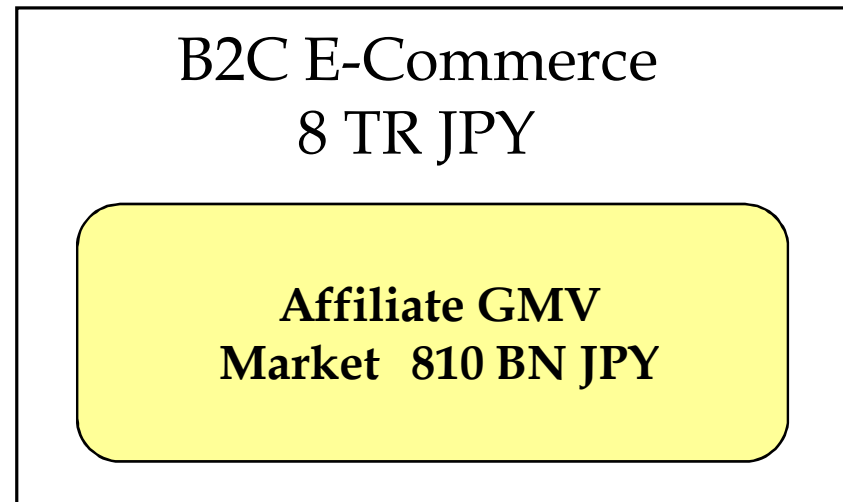 B2C E-Commerce
8 TR JPY
Affiliate GMV
Market 810 BN JPY